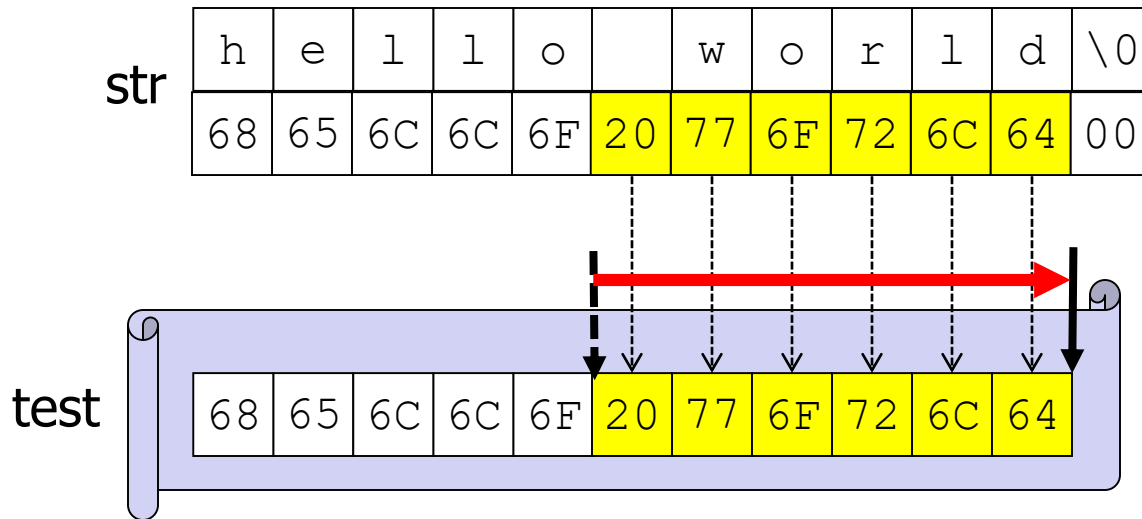 h e l l o w o r l d \0
str
68 65 6C 6C 6F 20 77 6F 72 6C 64 00
test
68 65 6C 6C 6F 20 77 6F 72 6C 64